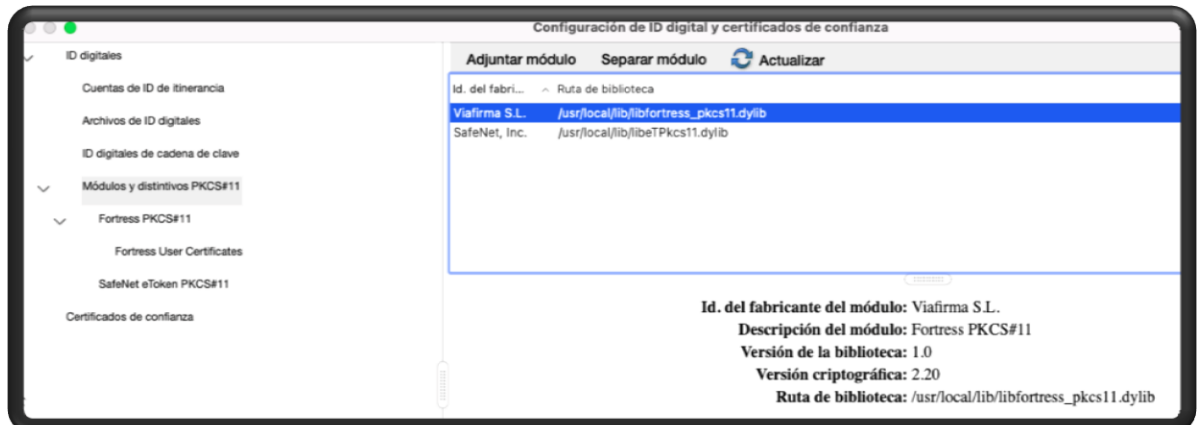 Configuración de ID digital y certificados de confianza
ID digitales
Cuentas de ID de itinerancia
Archivos de ID digitales
ID digitales de cadena de clave
Módulos y distintivos PKCS#11
Fortress PKCS#11
Fortress User Certificates
SafeNet eToken PKCS#11
Certificados de confianza
Adjuntar módulo Separar módulo Actualizar
Id. del fabri... Ruta de biblioteca
Viafirma S.L. /usr/local/lib/libfortress_pkcs11.dylib
SafeNet, Inc. /usr/local/lib/libeTPkcs11.dylib
Id. del fabricante del módulo: Viafirma S.L.
Descripción del módulo: Fortress PKCS#11
Versión de la biblioteca: 1.0
Versión criptográfica: 2.20
Ruta de biblioteca: /usr/local/lib/libfortress_pkcs11.dylib